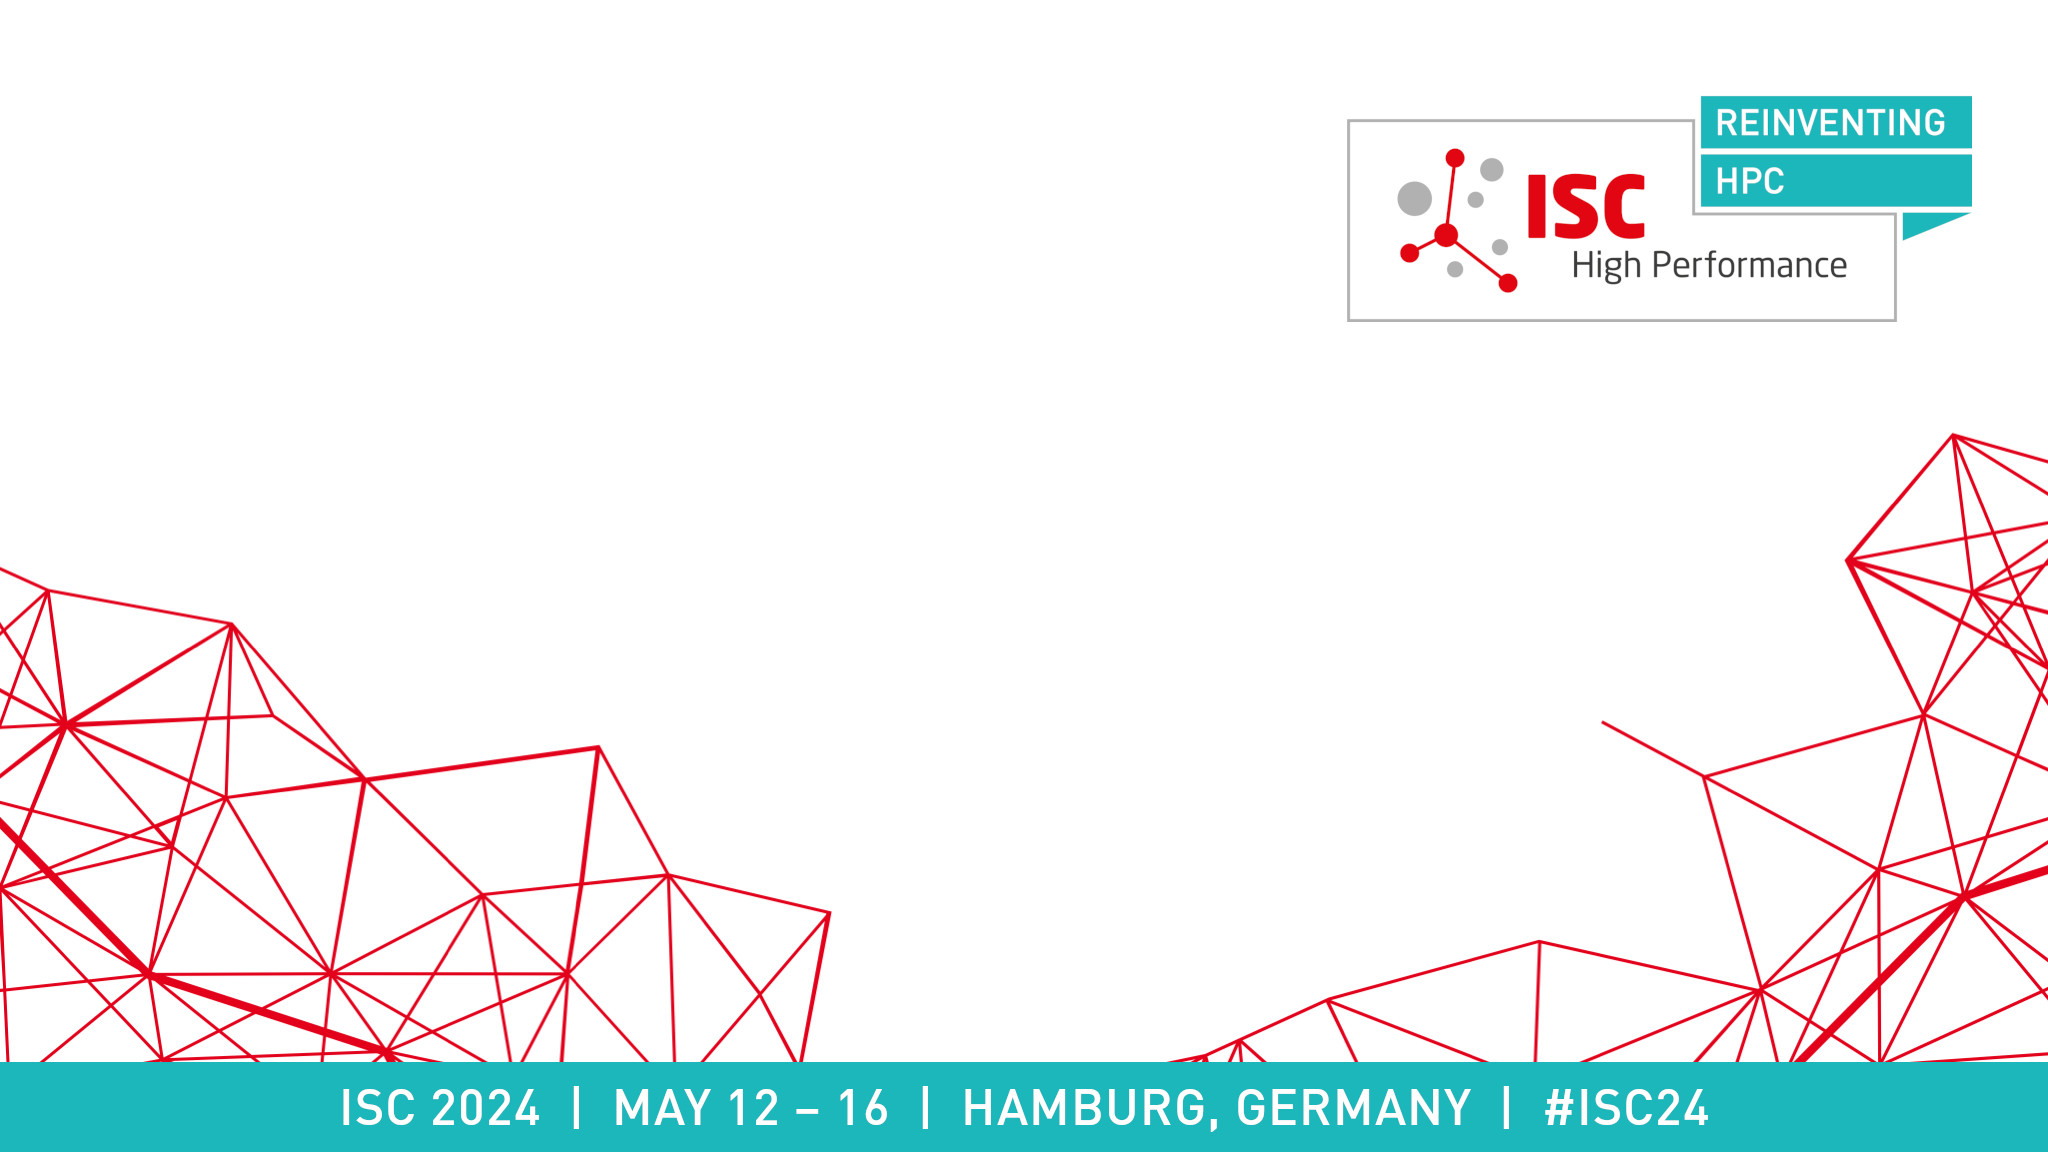 REINVENTING
HPC
ISC
High Performance
ISC 2024 | MAY 12 – 16 | HAMBURG, GERMANY | #ISC24